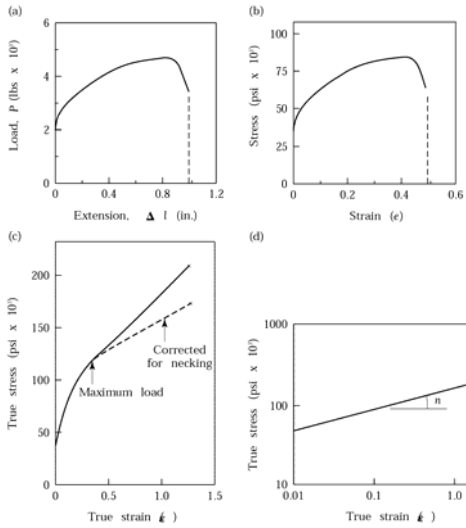 (a)
6
4
2
0
Load, P (lbs x 10³)
0
0.4
0.8
1.2
Extension, Δ l (in.)
(b)
100
75
50
25
0
Stress (psi x 10³)
0
0.2
0.4
0.6
Strain (e)
(c)
200
150
100
50
0
True stress (psi x 10³)
Corrected
for necking
Maximum load
0
0.5
1.0
1.5
True strain (ε)
(d)
1000
100
10
True stress (psi x 10³)
n
0.01
0.1
1.0
True strain (ε)